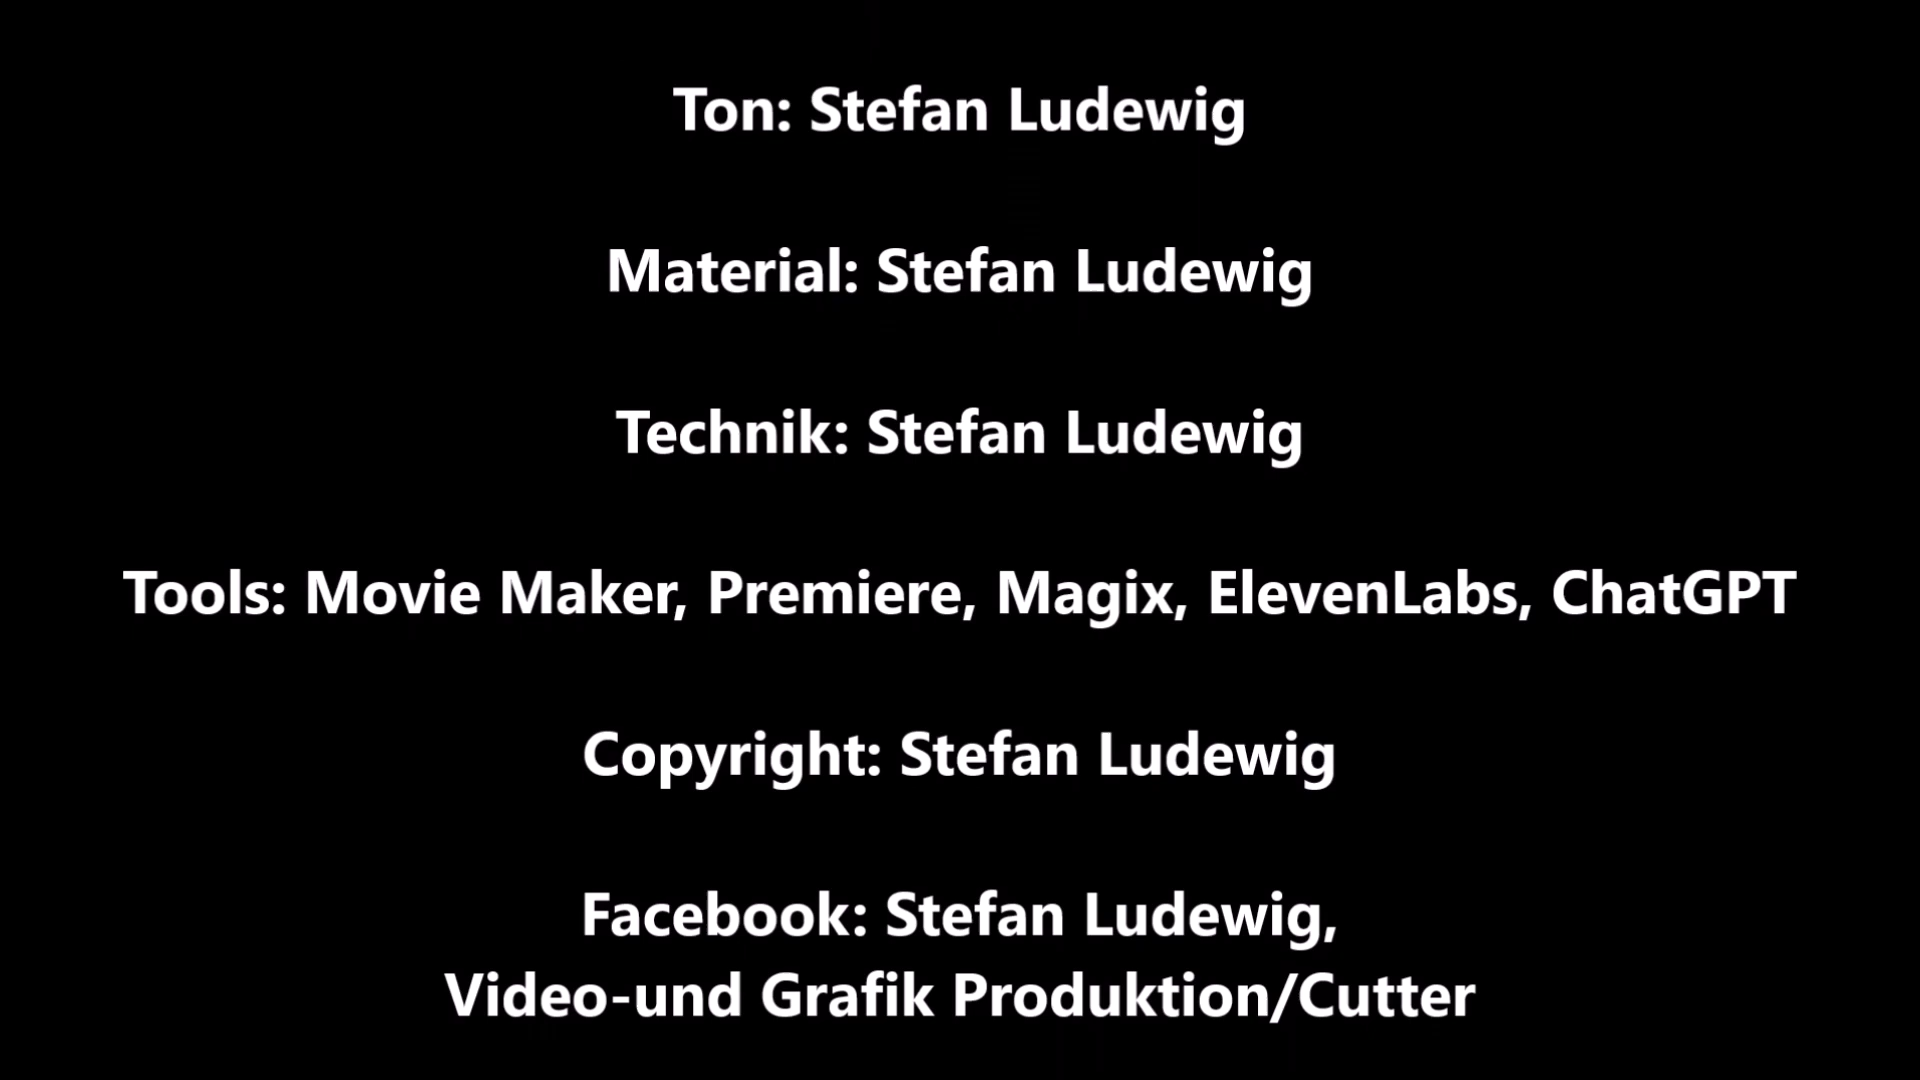 Ton: Stefan Ludewig
Material: Stefan Ludewig
Technik: Stefan Ludewig
Tools: Movie Maker, Premiere, Magix, ElevenLabs, ChatGPT
Copyright: Stefan Ludewig
Facebook: Stefan Ludewig,
Video-und Grafik Produktion/Cutter